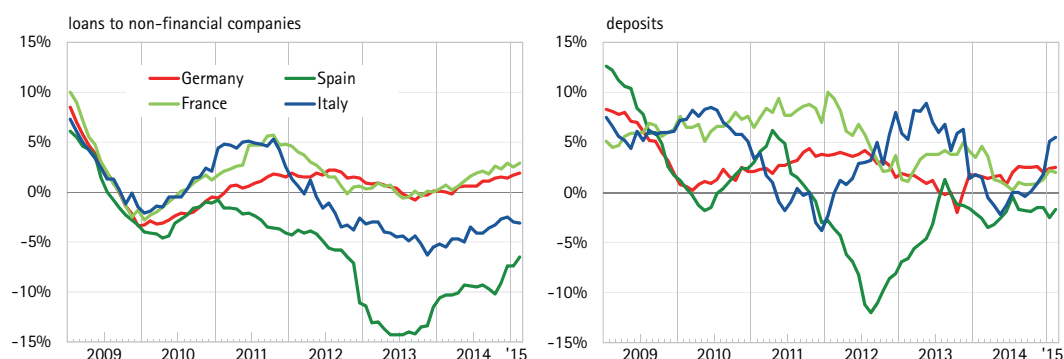 loans to non-financial companies
15%
10%
5%
0%
-5%
-10%
-15%
Germany Spain
France Italy
2009 2010 2011 2012 2013 2014 '15
deposits
15%
10%
5%
0%
-5%
-10%
-15%
2009 2010 2011 2012 2013 2014 '15